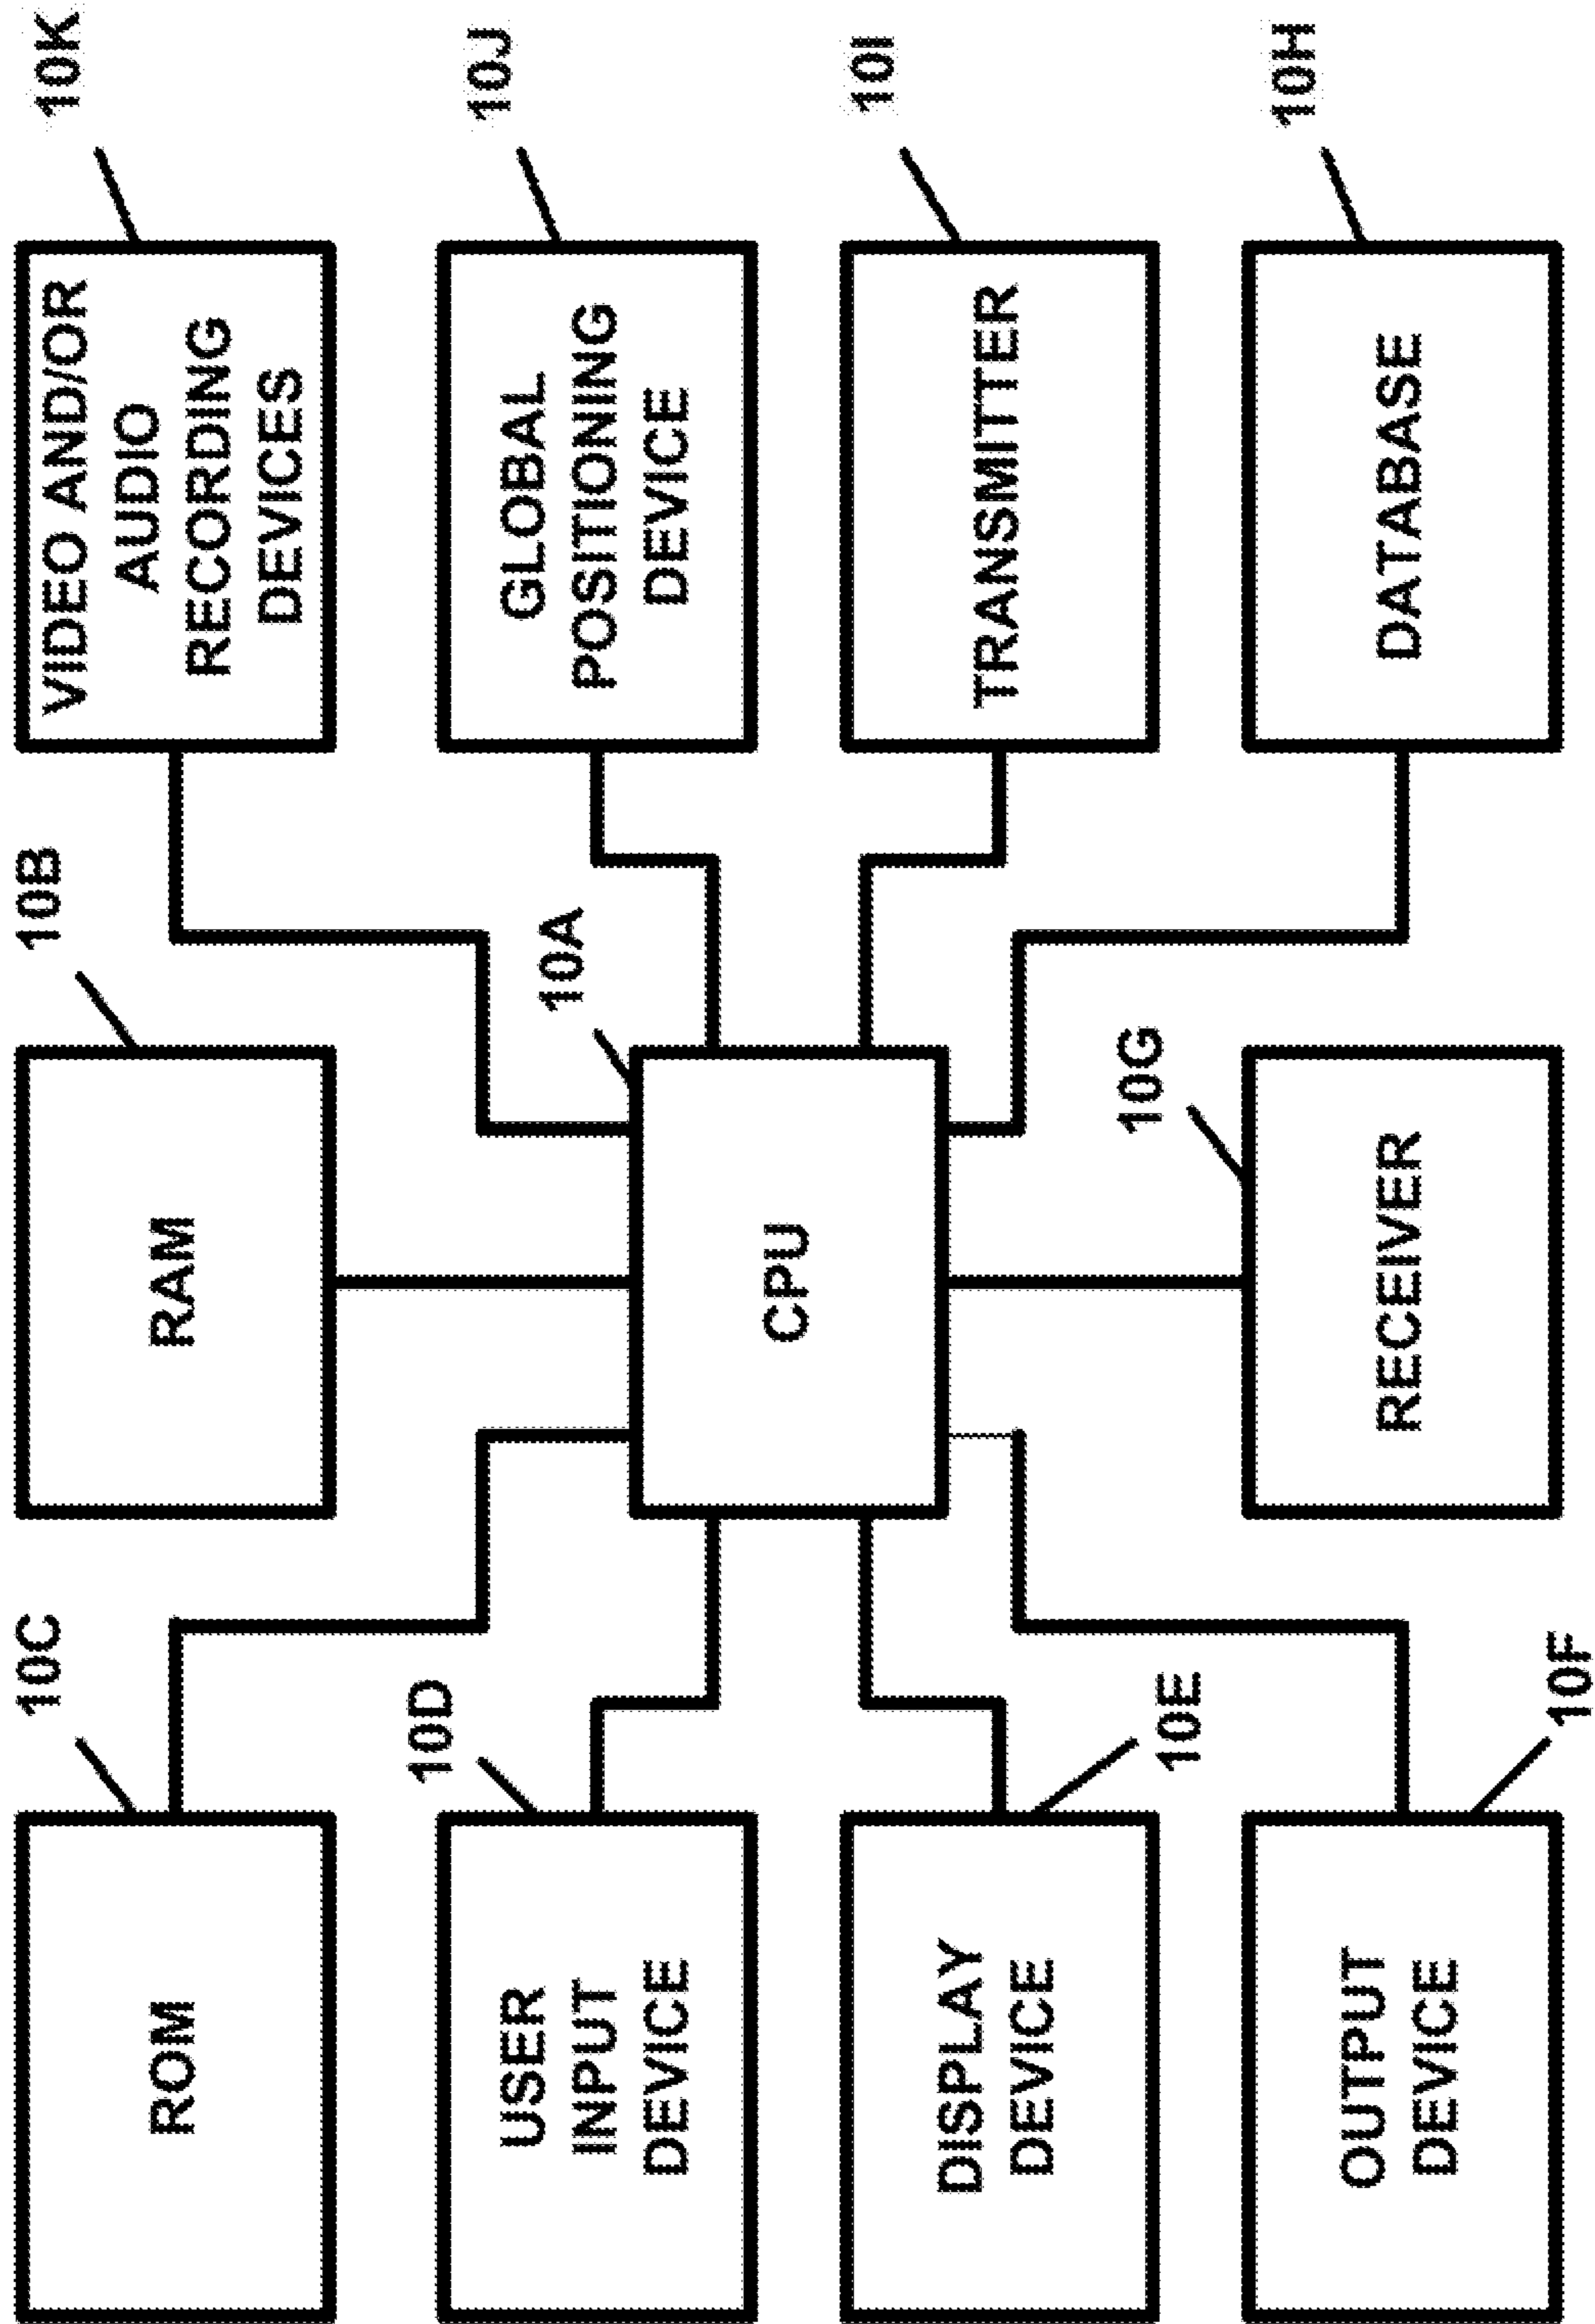 10C
ROM
10D
USER
INPUT
DEVICE
10E
DISPLAY
DEVICE
10F
OUTPUT
DEVICE
10B
RAM
10A
CPU
10G
RECEIVER
10K
VIDEO AND/OR
AUDIO
RECORDING
DEVICES
10J
GLOBAL
POSITIONING
DEVICE
10I
TRANSMITTER
10H
DATABASE